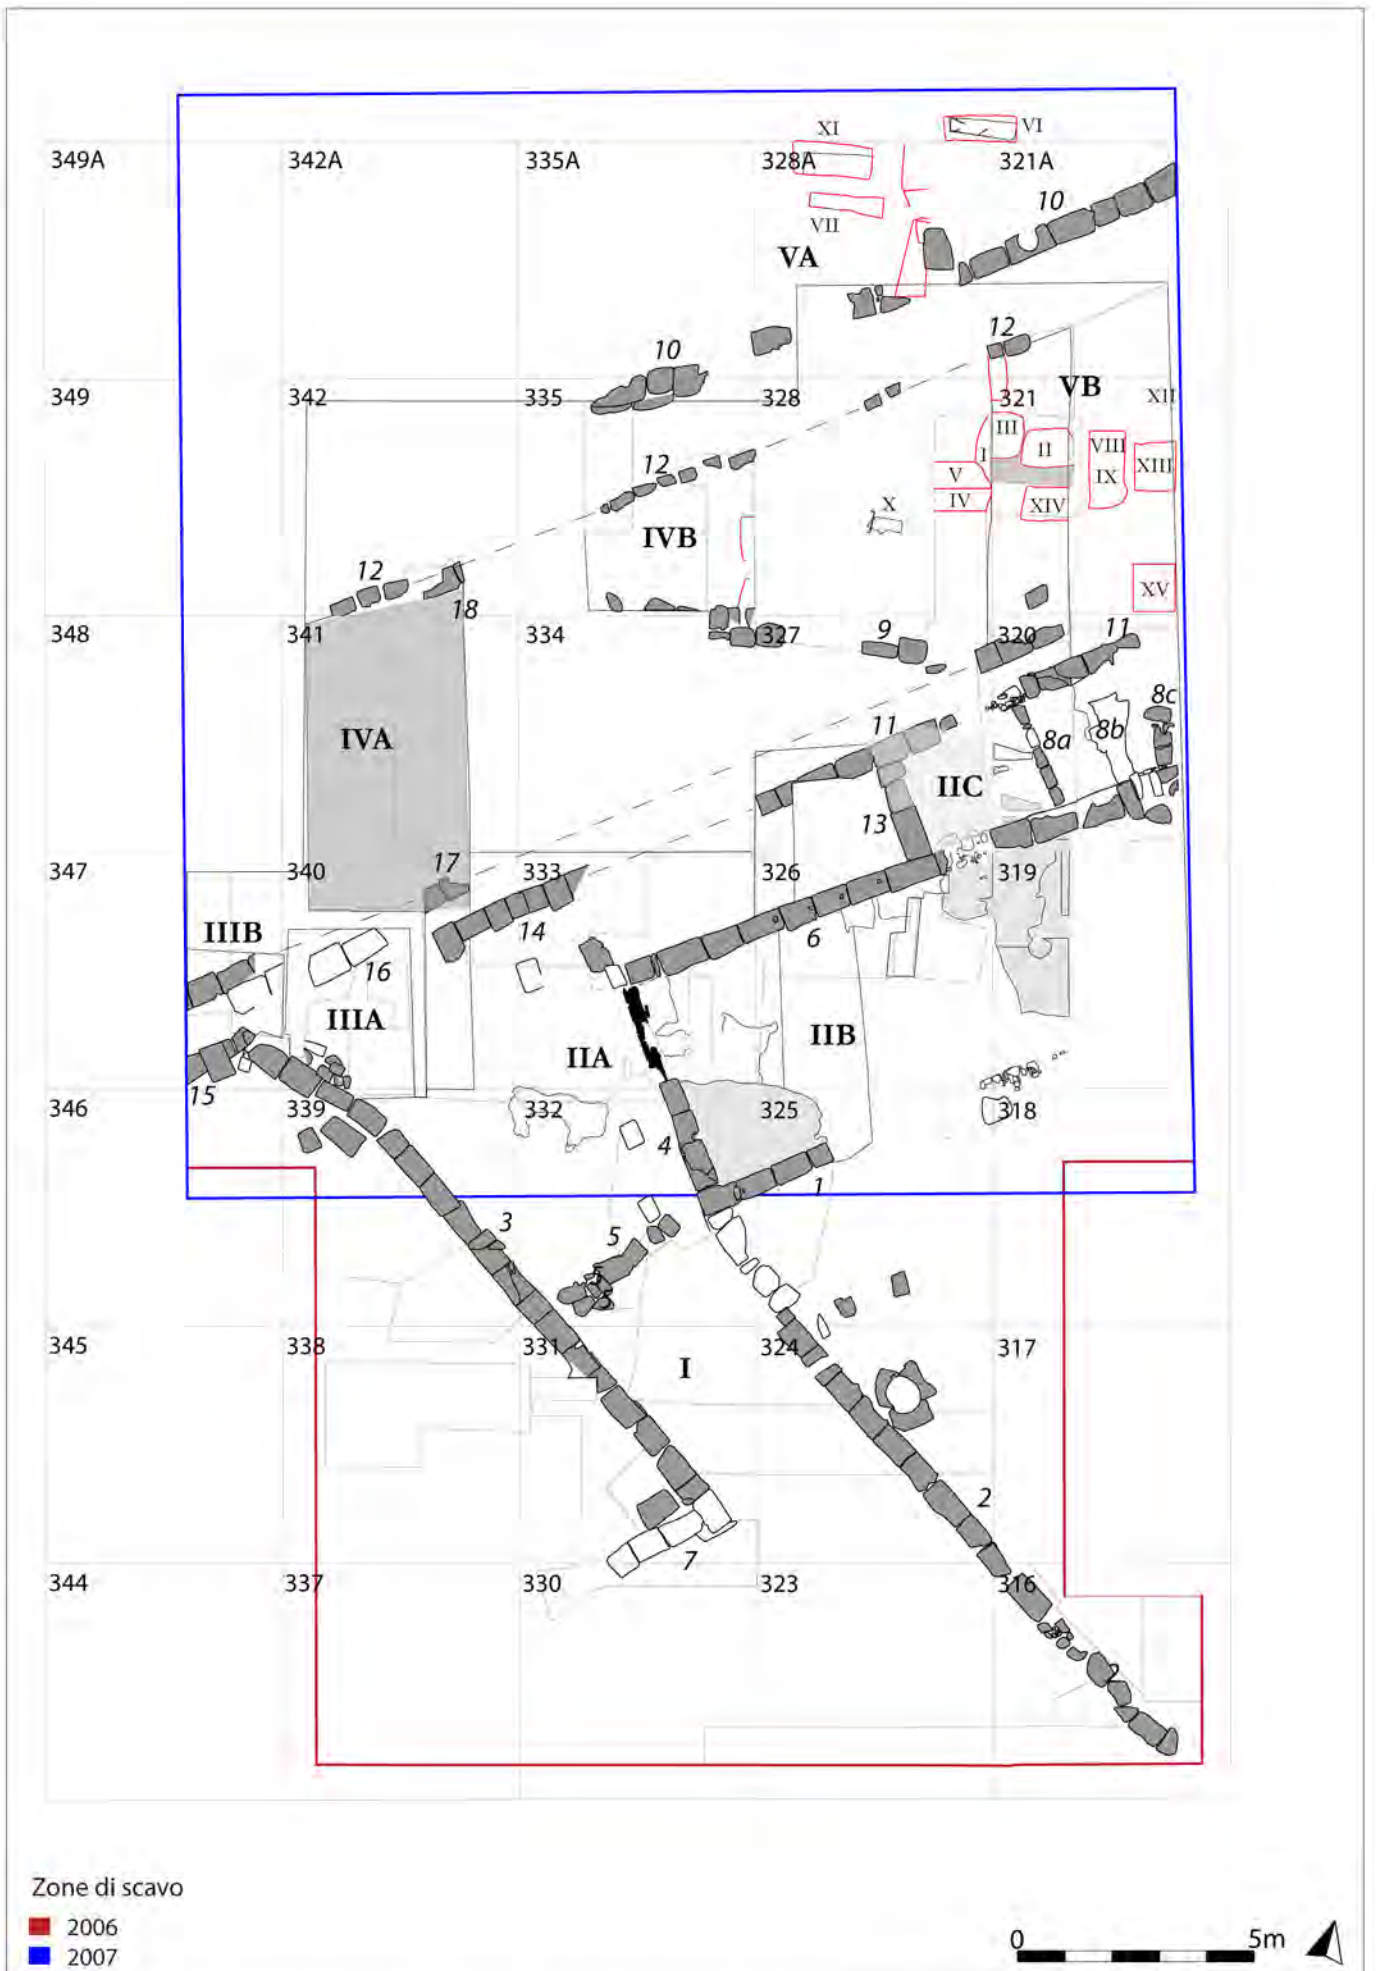 XI VI
349A 342A 335A 328A 321A
10
VII
VA
12
10
VB
349 342 335 328 321 XII
III
II VIII
I
12 V XIII
IX
IV XIV
X
IVB
12
XV
18
348 341 334 327 9 320 11
8c
11 8b
IVA 8a
IIC
13
17
347 340 333 326 319
IIIB 14 6
16
IIIA
IIB
IIA
15
346 339 332 325 318
4
1
3
5
345 338 331 324 317
I
2
7
344 337 330 323 316
2
Zone di scavo
2006
2007
0 5m